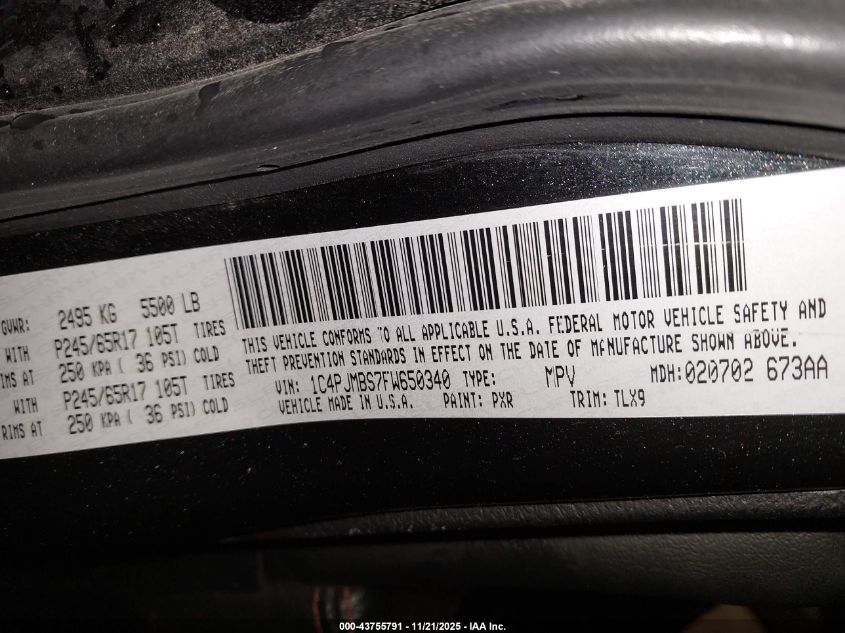 GVWR: 2495 KG 5500 LB
WITH P245/65R17 105T TIRES
RIMS AT 250 KPA ( 36 PSI) COLD
WITH P245/65R17 105T TIRES
RIMS AT 250 KPA ( 36 PSI) COLD
THIS VEHICLE CONFORMS TO ALL APPLICABLE U.S.A. FEDERAL MOTOR VEHICLE SAFETY AND
THEFT PREVENTION STANDARDS IN EFFECT ON THE DATE OF MANUFACTURE SHOWN ABOVE.
VIN: 1C4PJMBS7FW650340 TYPE: MPV MDH:020702 673AA
VEHICLE MADE IN U.S.A. PAINT: PXR TRIM: TLX9
000-43755791 - 11/21/2025 - IAA Inc.